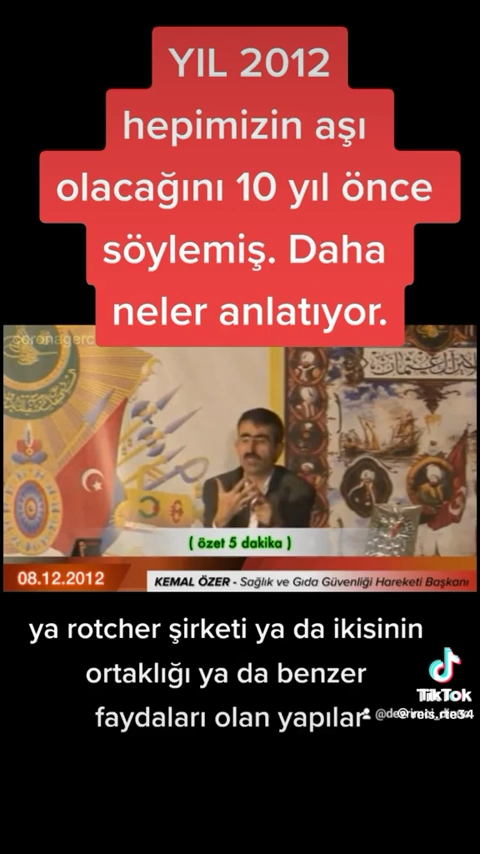 YIL 2012
hepimizin aşı
olacağını 10 yıl önce
söylemiş. Daha
neler anlatıyor.
( özet 5 dakika )
08.12.2012
KEMAL ÖZER - Sağlık ve Gıda Güvenliği Hareketi Başkanı
ya rotcher şirketi ya da ikisinin
ortaklığı ya da benzer
faydaları olan yapılar
TikTok